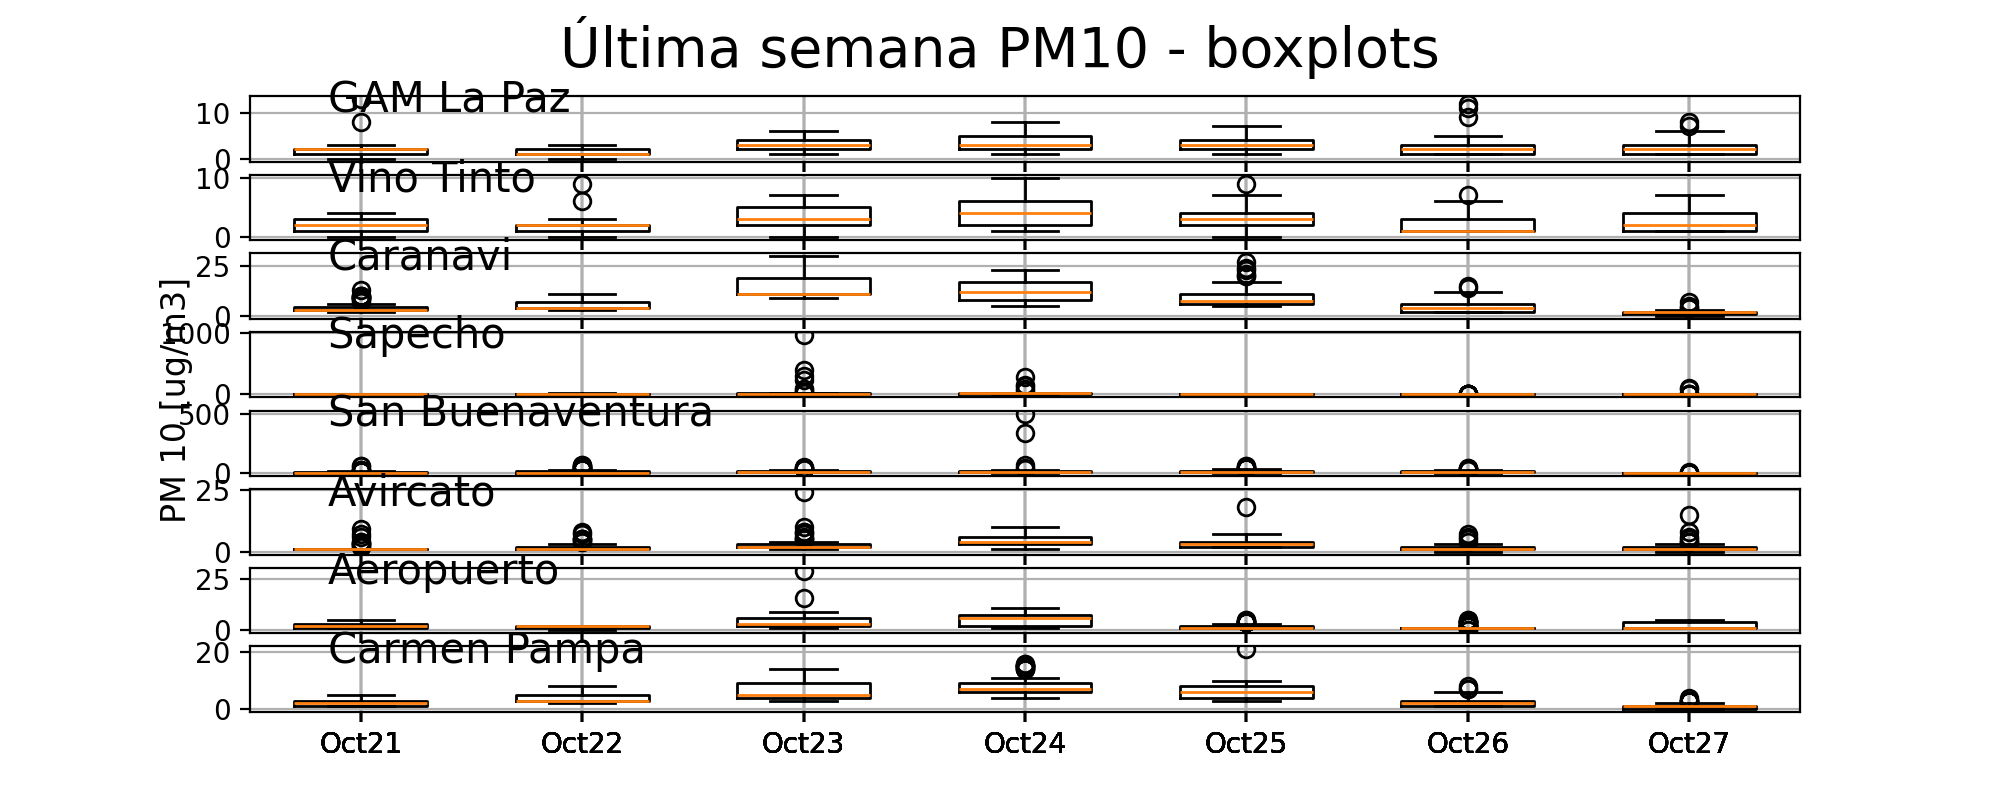 Última semana PM10 - boxplots
GAM La Paz
10
0
Vino Tinto
10
0
Caranavi
25
0
Sapecho
1000
0
San Buenaventura
500
0
Avircato
25
0
Aeropuerto
25
0
Carmen Pampa
20
0
PM 10 [ug/m3]
Oct21 Oct22 Oct23 Oct24 Oct25 Oct26 Oct27